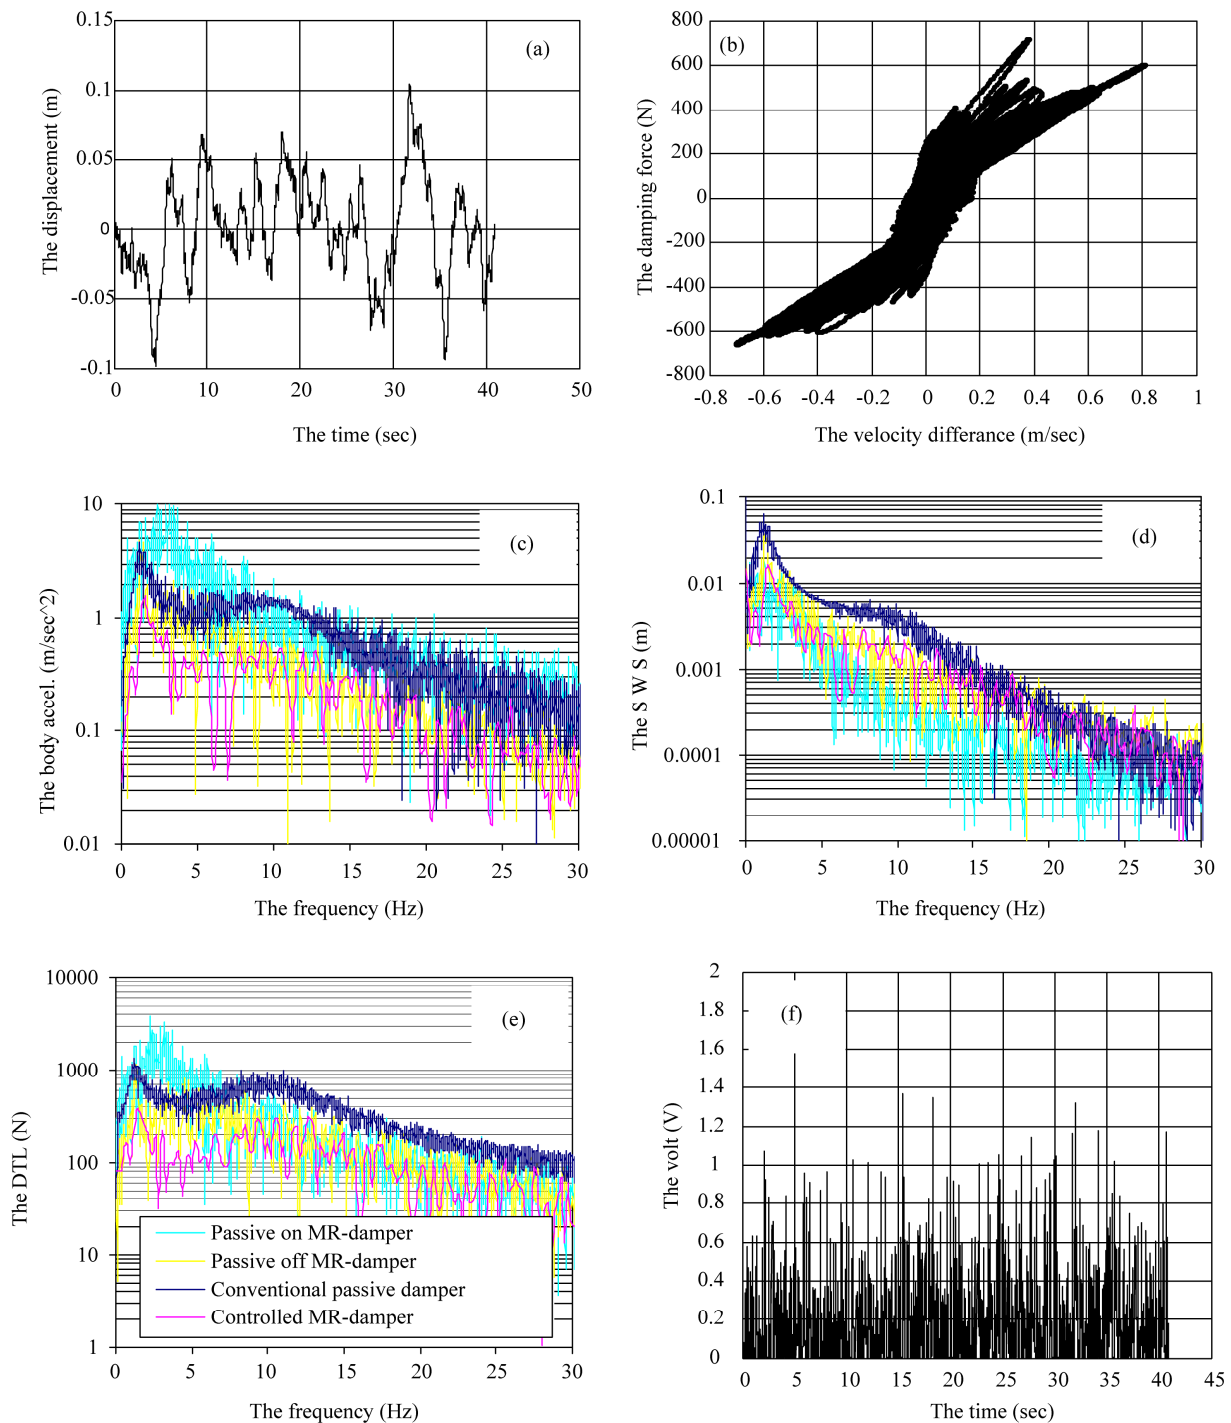 0.15
0.1
0.05
0
-0.05
-0.1
The displacement (m)
(a)
0 10 20 30 40 50
The time (sec)
800
600
400
200
0
-200
-400
-600
-800
The damping force (N)
(b)
-0.8 -0.6 -0.4 -0.2 0 0.2 0.4 0.6 0.8 1
The velocity differance (m/sec)
10
1
0.1
0.01
The body accel. (m/sec^2)
(c)
0 5 10 15 20 25 30
The frequency (Hz)
0.1
0.01
0.001
0.0001
0.00001
The S W S (m)
(d)
0 5 10 15 20 25 30
The frequency (Hz)
10000
1000
100
10
1
The DTL (N)
(e)
Passive on MR-damper
Passive off MR-damper
Conventional passive damper
Controlled MR-damper
0 5 10 15 20 25 30
The frequency (Hz)
2
1.8
1.6
1.4
1.2
1
0.8
0.6
0.4
0.2
0
The volt (V)
(f)
0 5 10 15 20 25 30 35 40 45
The time (sec)